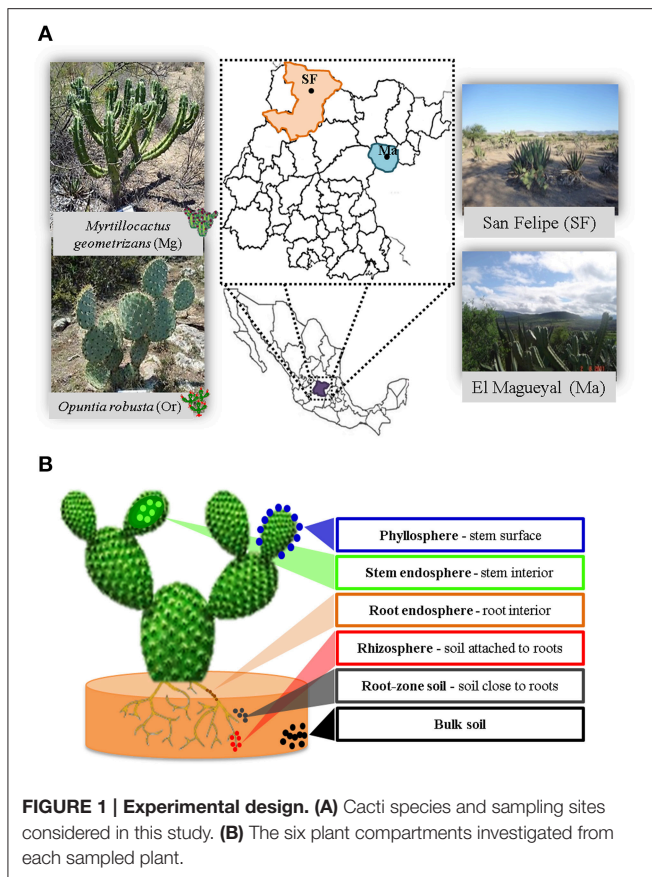 A
SF
Ma
Myrtillocactus
geometrizans (Mg)
Opuntia robusta (Or)
San Felipe (SF)
El Magueyal (Ma)
B
Phyllosphere - stem surface
Stem endosphere - stem interior
Root endosphere - root interior
Rhizosphere - soil attached to roots
Root-zone soil - soil close to roots
Bulk soil
FIGURE 1 | Experimental design. (A) Cacti species and sampling sites
considered in this study. (B) The six plant compartments investigated from
each sampled plant.